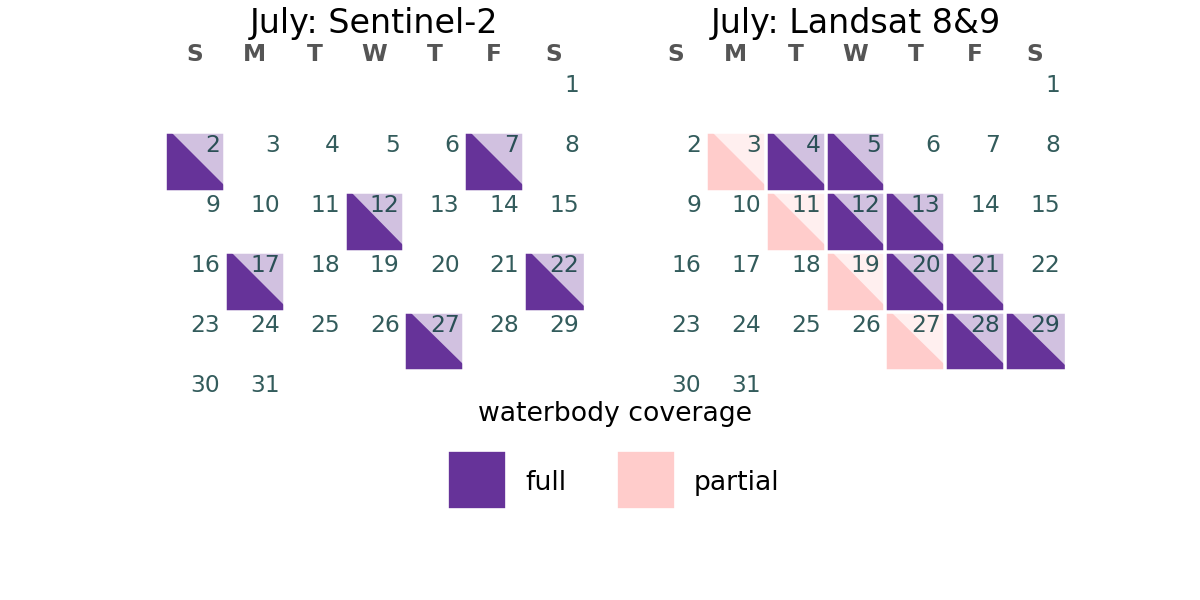 July: Sentinel-2
S M T W T F S
1
2 3 4 5 6 7 8
9 10 11 12 13 14 15
16 17 18 19 20 21 22
23 24 25 26 27 28 29
30 31
July: Landsat 8&9
S M T W T F S
1
2 3 4 5 6 7 8
9 10 11 12 13 14 15
16 17 18 19 20 21 22
23 24 25 26 27 28 29
30 31
waterbody coverage
full partial